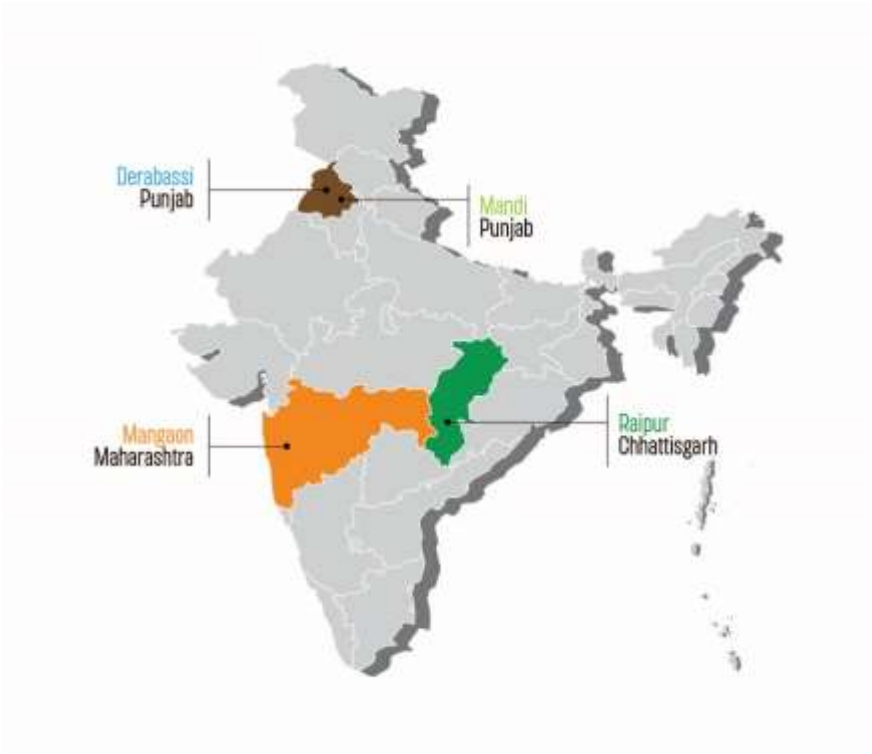 Derabassi
Punjab
Mandi
Punjab
Mangaon
Maharashtra
Raipur
Chhattisgarh